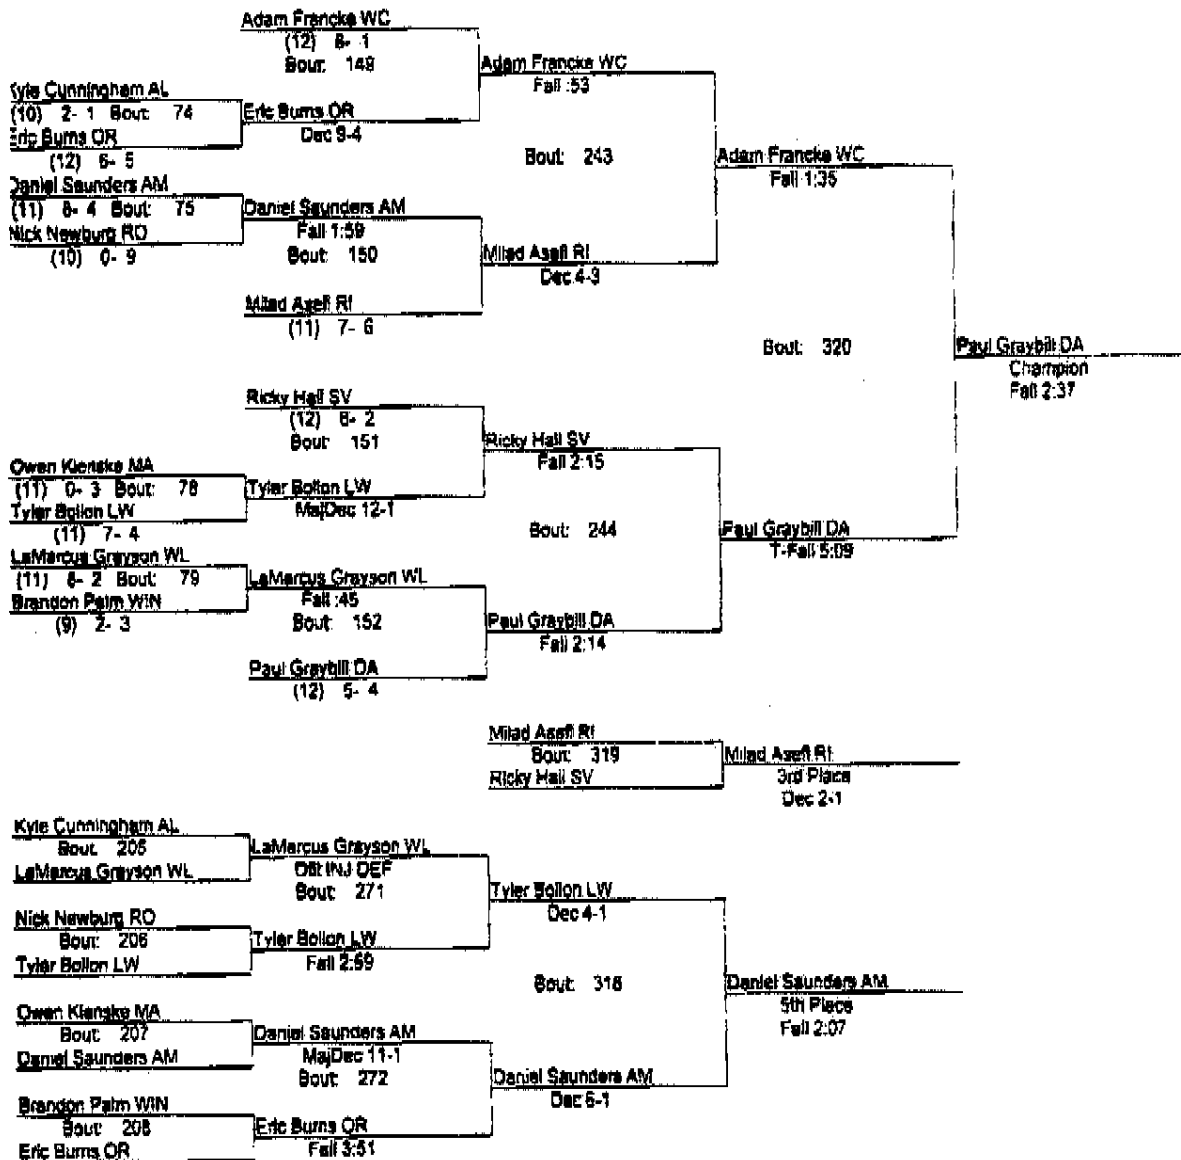 Adam Francke WC
(12) 8- 1
Bout: 149
Adam Francke WC
Fall :53
Kyle Cunningham AL
(10) 2- 1 Bout: 74
Eric Burns OR
Dec 9-4
Eric Burns OR
(12) 6- 5
Bout: 243
Adam Francke WC
Fall 1:35
Daniel Saunders AM
(11) 8- 4 Bout: 75
Daniel Saunders AM
Fall 1:59
Nick Newburg RO
(10) 0- 9
Bout: 150
Milad Asefi RI
Dec 4-3
Milad Asefi RI
(11) 7- 6
Bout: 320
Paul Graybill DA
Champion
Fall 2:37
Ricky Hall SV
(12) 8- 2
Bout: 151
Ricky Hall SV
Fall 2:15
Owen Kienske MA
(11) 0- 3 Bout: 78
Tyler Bollon LW
MajDec 12-1
Tyler Bollon LW
(11) 7- 4
Bout: 244
Paul Graybill DA
T-Fall 5:09
LaMarcus Grayson WL
(11) 6- 2 Bout: 79
LaMarcus Grayson WL
Fall :45
Brandon Palm WIN
(9) 2- 3
Bout: 152
Paul Graybill DA
Fall 2:14
Paul Graybill DA
(12) 5- 4
Milad Asefi RI
Bout: 319
Milad Asefi RI
Ricky Hall SV
3rd Place
Dec 2-1
Kyle Cunningham AL
Bout: 205
LaMarcus Grayson WL
LaMarcus Grayson WL
INJ DEF
Bout: 271
Tyler Bollon LW
Dec 4-1
Nick Newburg RO
Bout: 206
Tyler Bollon LW
Tyler Bollon LW
Fall 2:59
Bout: 318
Daniel Saunders AM
5th Place
Fall 2:07
Owen Kienske MA
Bout: 207
Daniel Saunders AM
Daniel Saunders AM
MajDec 11-1
Bout: 272
Daniel Saunders AM
Dec 6-1
Brandon Palm WIN
Bout: 208
Eric Burns OR
Eric Burns OR
Fall 3:51